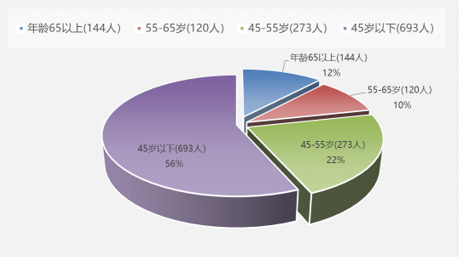 年龄65以上(144人) 55-65岁(120人) 45-55岁(273人) 45岁以下(693人)
年龄65以上(144人)
12%
55-65岁(120人)
10%
45-55岁(273人)
22%
45岁以下(693人)
56%